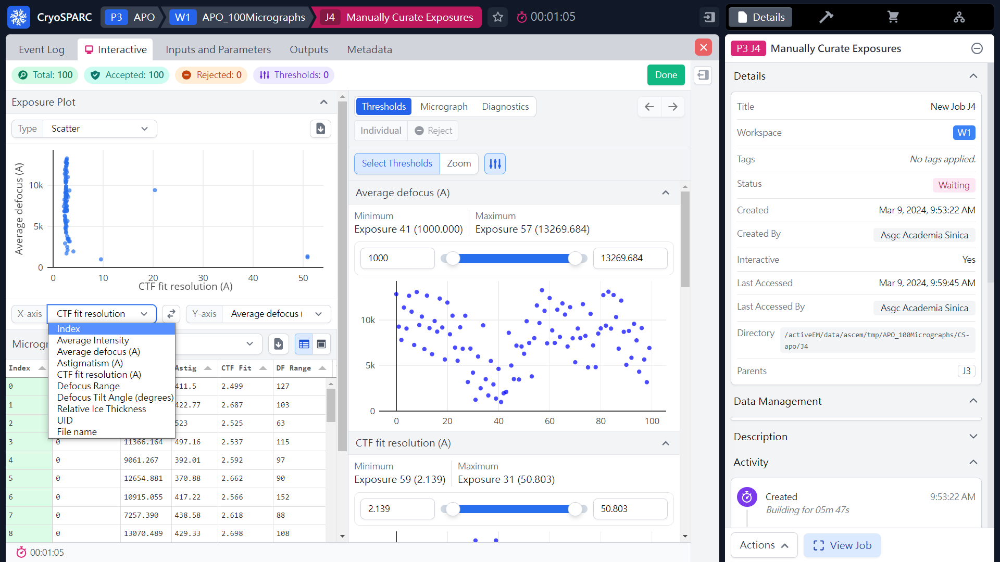 CryoSPARC
P3 APO
W1 APO_100Micrographs
J4 Manually Curate Exposures
00:01:05
Details
Event Log
Interactive
Inputs and Parameters
Outputs
Metadata
Total: 100
Accepted: 100
Rejected: 0
Thresholds: 0
Done
Exposure Plot
Type Scatter
Average defocus (A)
10k
5k
0
0 10 20 30 40 50
CTF fit resolution (A)
X-axis CTF fit resolution
Y-axis Average defocus (
Index
Average Intensity
Average defocus (A)
Astigmatism (A)
CTF fit resolution (A)
Defocus Range
Defocus Tilt Angle (degrees)
Relative Ice Thickness
UID
File name
Microgr
Index Astig CTF Fit DF Range
0 411.5 2.499 127
1 422.77 2.687 103
2 523 2.525 63
3 0 11366.164 497.16 2.537 115
4 0 9061.267 392.01 2.592 97
5 0 12654.881 370.88 2.662 90
6 0 10915.055 417.22 2.566 152
7 0 7257.390 438.58 2.618 88
8 0 13070.489 429.33 2.698 108
00:01:05
Thresholds Micrograph Diagnostics
Individual Reject
Select Thresholds Zoom
Average defocus (A)
Minimum Maximum
Exposure 41 (1000.000) Exposure 57 (13269.684)
1000 13269.684
10k
5k
0
0 20 40 60 80 100
CTF fit resolution (A)
Minimum Maximum
Exposure 59 (2.139) Exposure 31 (50.803)
2.139 50.803
P3 J4 Manually Curate Exposures
Details
Title New Job J4
Workspace W1
Tags No tags applied.
Status Waiting
Created Mar 9, 2024, 9:53:22 AM
Created By Asgc Academia Sinica
Interactive Yes
Last Accessed Mar 9, 2024, 9:59:45 AM
Last Accessed By Asgc Academia Sinica
Directory /activeEM/data/ascem/tmp/APO_100Micrographs/CS-
apo/J4
Parents J3
Data Management
Description
Activity
Created 9:53:22 AM
Building for 05m 47s
Actions View Job